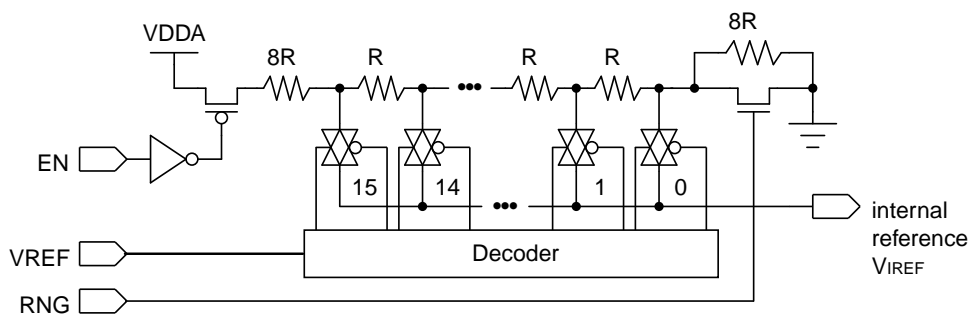 VDDA
8R
R
R
R
8R
EN
15
14
1
0
VREF
Decoder
internal
reference
VIREF
RNG